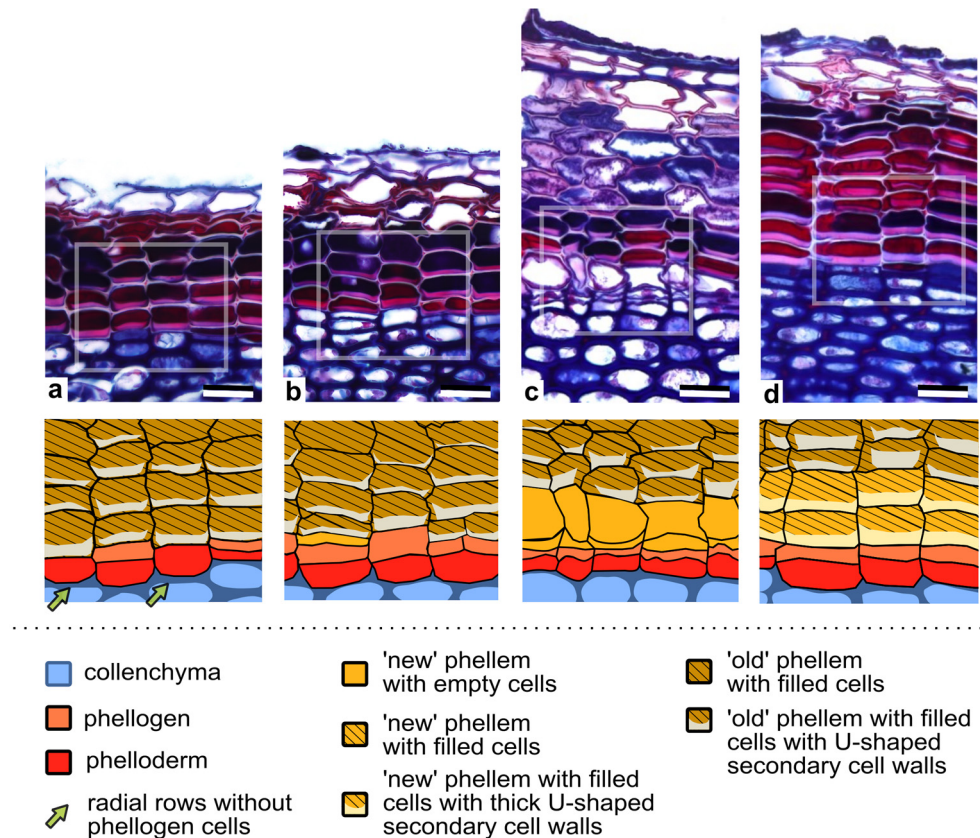 a
b
c
d
collenchyma
phellogen
phelloderm
radial rows without
phellogen cells
'new' phellem
with empty cells
'new' phellem
with filled cells
'new' phellem with filled
cells with thick U-shaped
secondary cell walls
'old' phellem
with filled cells
'old' phellem with filled
cells with U-shaped
secondary cell walls